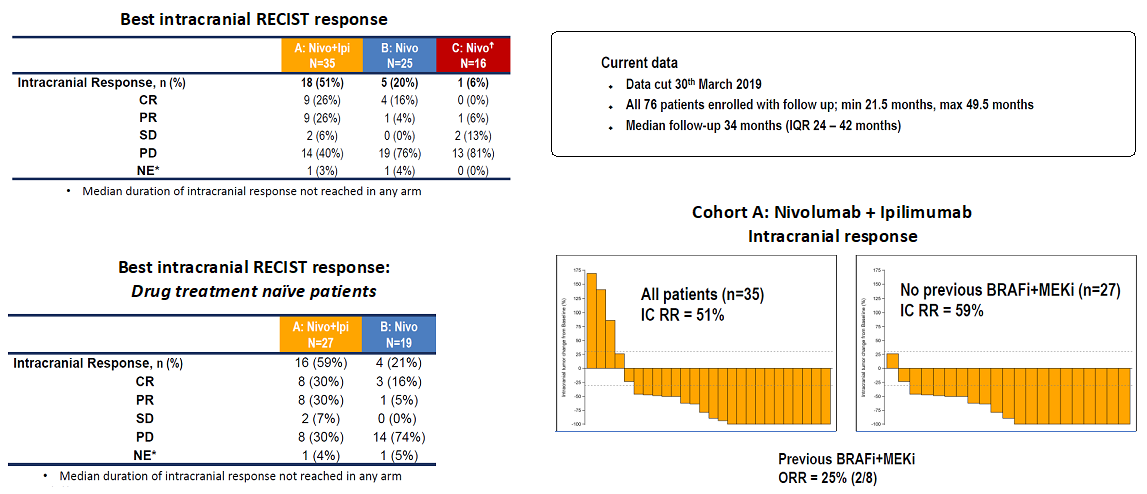 Best intracranial RECIST response
A: Nivo+Ipi B: Nivo C: Nivo†
N=35 N=25 N=16
Intracranial Response, n (%) 18 (51%) 5 (20%) 1 (6%)
CR 9 (26%) 4 (16%) 0 (0%)
PR 9 (26%) 1 (4%) 1 (6%)
SD 2 (6%) 0 (0%) 2 (13%)
PD 14 (40%) 19 (76%) 13 (81%)
NE* 1 (3%) 1 (4%) 0 (0%)
• Median duration of intracranial response not reached in any arm
Current data
Data cut 30th March 2019
All 76 patients enrolled with follow up; min 21.5 months, max 49.5 months
Median follow-up 34 months (IQR 24 – 42 months)
Best intracranial RECIST response:
Drug treatment naïve patients
A: Nivo+Ipi B: Nivo
N=27 N=19
Intracranial Response, n (%) 16 (59%) 4 (21%)
CR 8 (30%) 3 (16%)
PR 8 (30%) 1 (5%)
SD 2 (7%) 0 (0%)
PD 8 (30%) 14 (74%)
NE* 1 (4%) 1 (5%)
• Median duration of intracranial response not reached in any arm
Cohort A: Nivolumab + Ipilimumab
Intracranial response
Intracranial tumor change from Baseline (%)
175
150
125
100
75
50
25
0
-25
-50
-75
-100
All patients (n=35)
IC RR = 51%
Intracranial tumor change from Baseline (%)
175
150
125
100
75
50
25
0
-25
-50
-75
-100
No previous BRAFi+MEKi (n=27)
IC RR = 59%
Previous BRAFi+MEKi
ORR = 25% (2/8)